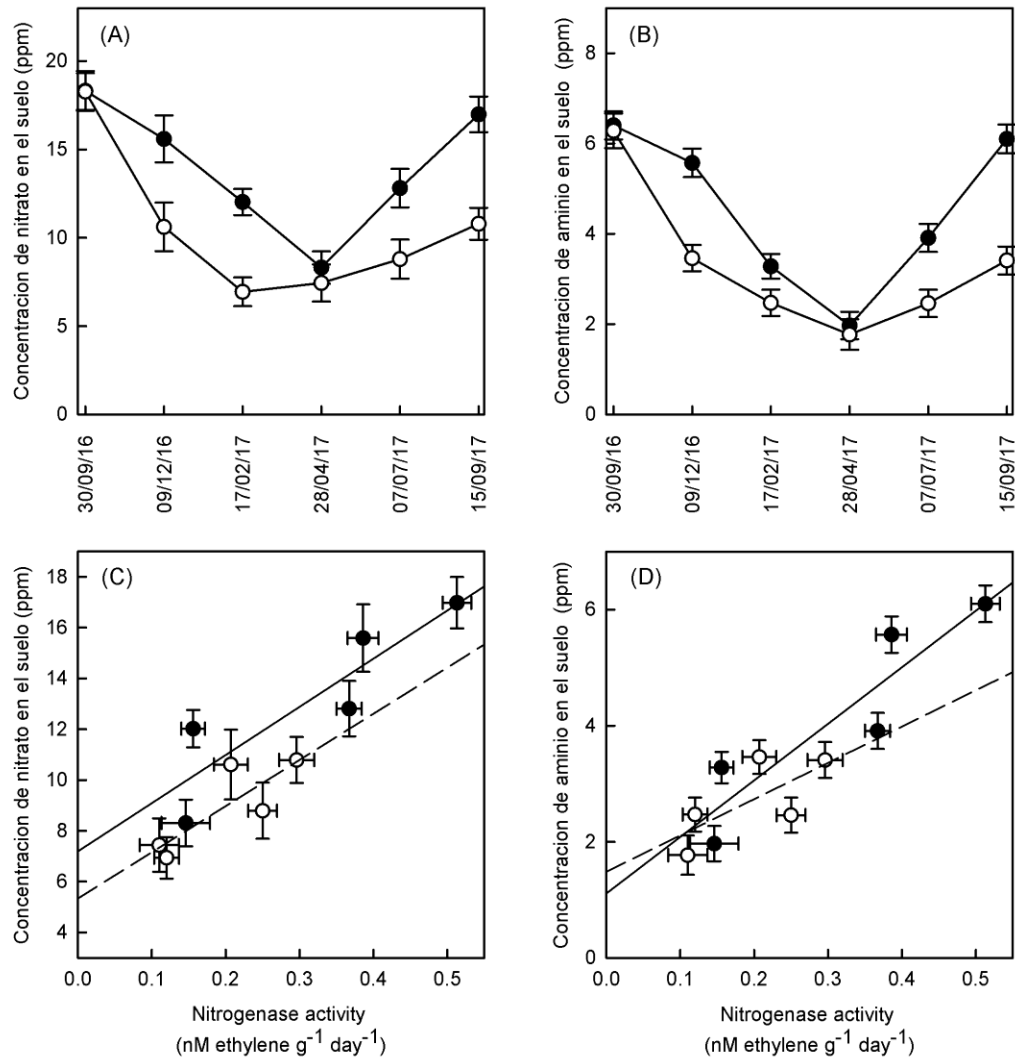 (A)
Concentracion de nitrato en el suelo (ppm)
20
15
10
5
0
30/09/16
09/12/16
17/02/17
28/04/17
07/07/17
15/09/17
(B)
Concentracion de aminio en el suelo (ppm)
8
6
4
2
0
30/09/16
09/12/16
17/02/17
28/04/17
07/07/17
15/09/17
(C)
Concentracion de nitrato en el suelo (ppm)
18
16
14
12
10
8
6
4
0.0 0.1 0.2 0.3 0.4 0.5
Nitrogenase activity
(nM ethylene g⁻¹ day⁻¹)
(D)
Concentracion de aminio en el suelo (ppm)
6
4
2
0
0.0 0.1 0.2 0.3 0.4 0.5
Nitrogenase activity
(nM ethylene g⁻¹ day⁻¹)